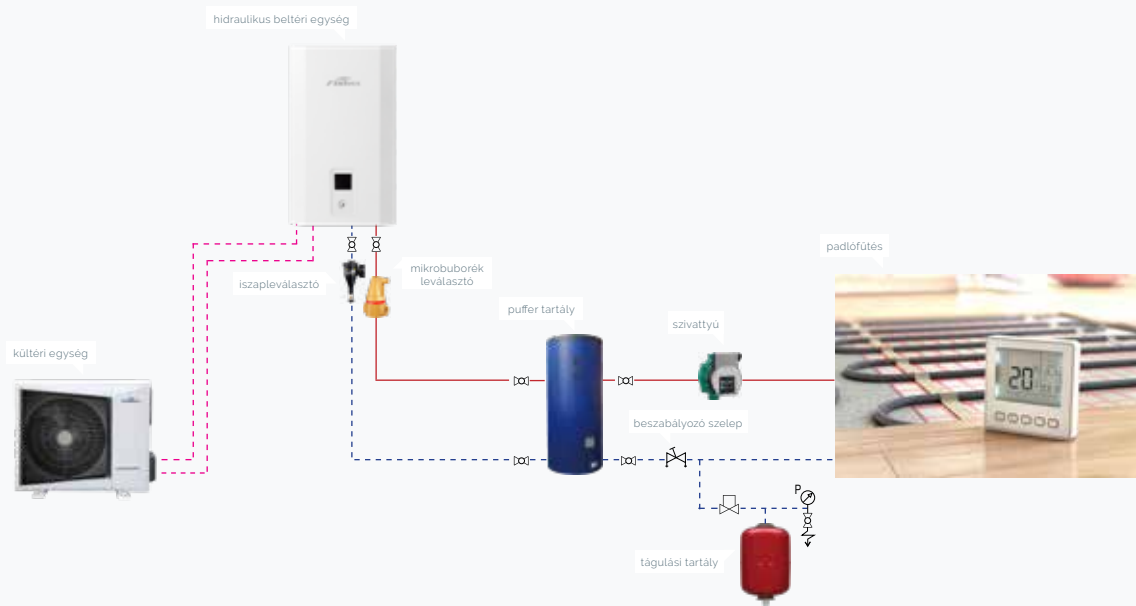 hidraulikus beltéri egység
iszapleválasztó
mikrobuborék
leválasztó
padlófűtés
puffer tartály
szivattyú
kültéri egység
beszabályozó szelep
20°
P
tágulási tartály